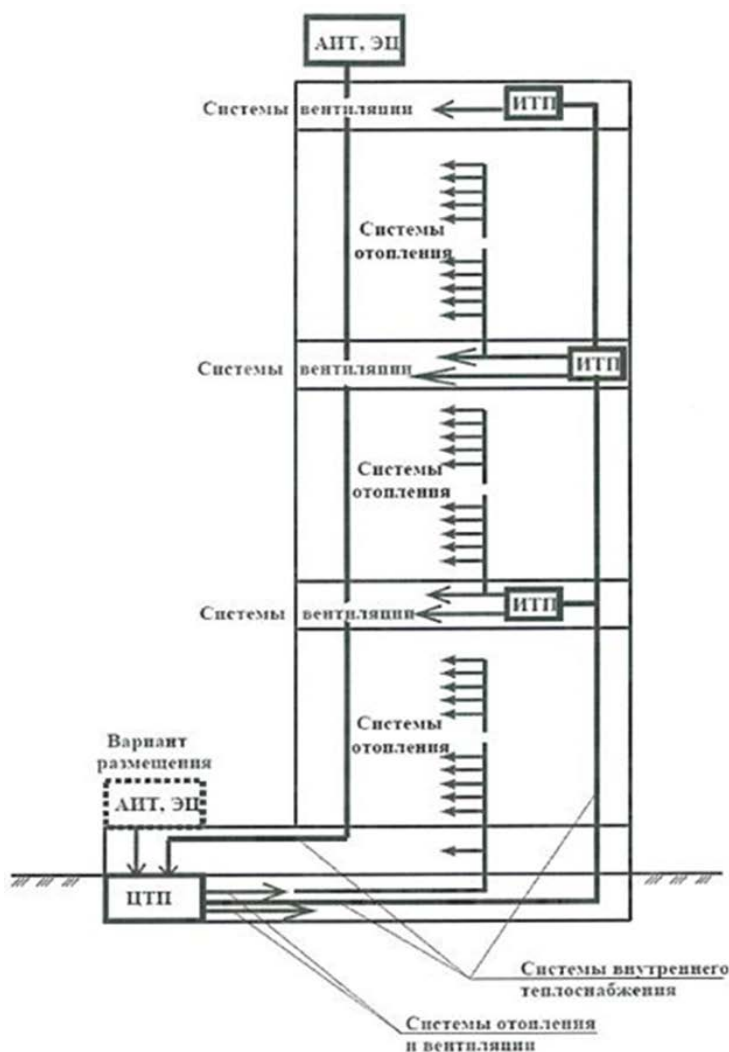 АИТ, ЭЦ
ИТП
Системы вентиляции
Системы
отопления
Системы вентиляции
ИТП
Системы
отопления
ИТП
Системы вентиляции
Системы
отопления
Вариант
размещения
АИТ, ЭЦ
ЦТП
Системы внутреннего
теплоснабжения
Системы отопления
и вентиляции